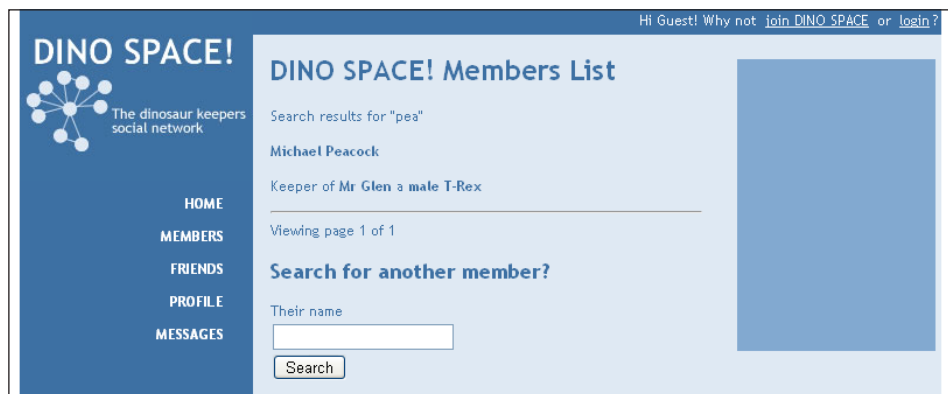 Hi Guest! Why not join DINO SPACE or login?
DINO SPACE!
The dinosaur keepers
social network
HOME
MEMBERS
FRIENDS
PROFILE
MESSAGES
DINO SPACE! Members List
Search results for "pea"
Michael Peacock
Keeper of Mr Glen a male T-Rex
Viewing page 1 of 1
Search for another member?
Their name
Search